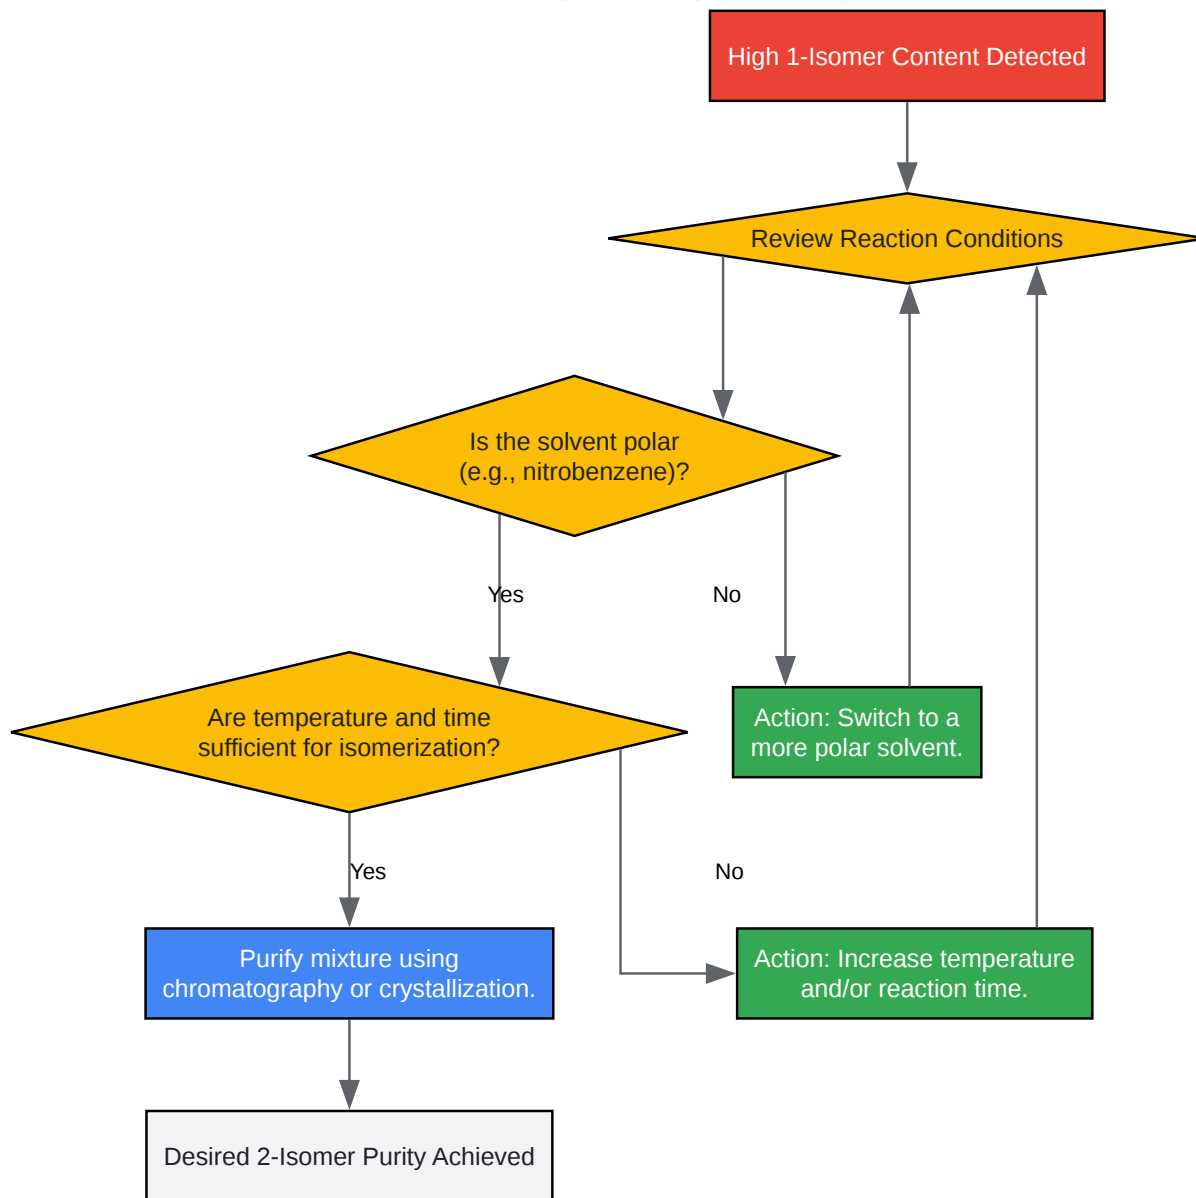 High 1-Isomer Content Detected
Review Reaction Conditions
Is the solvent polar
(e.g., nitrobenzene)?
Yes
No
Are temperature and time
sufficient for isomerization?
Action: Switch to a
more polar solvent.
Yes
No
Purify mixture using
chromatography or crystallization.
Action: Increase temperature
and/or reaction time.
Desired 2-Isomer Purity Achieved